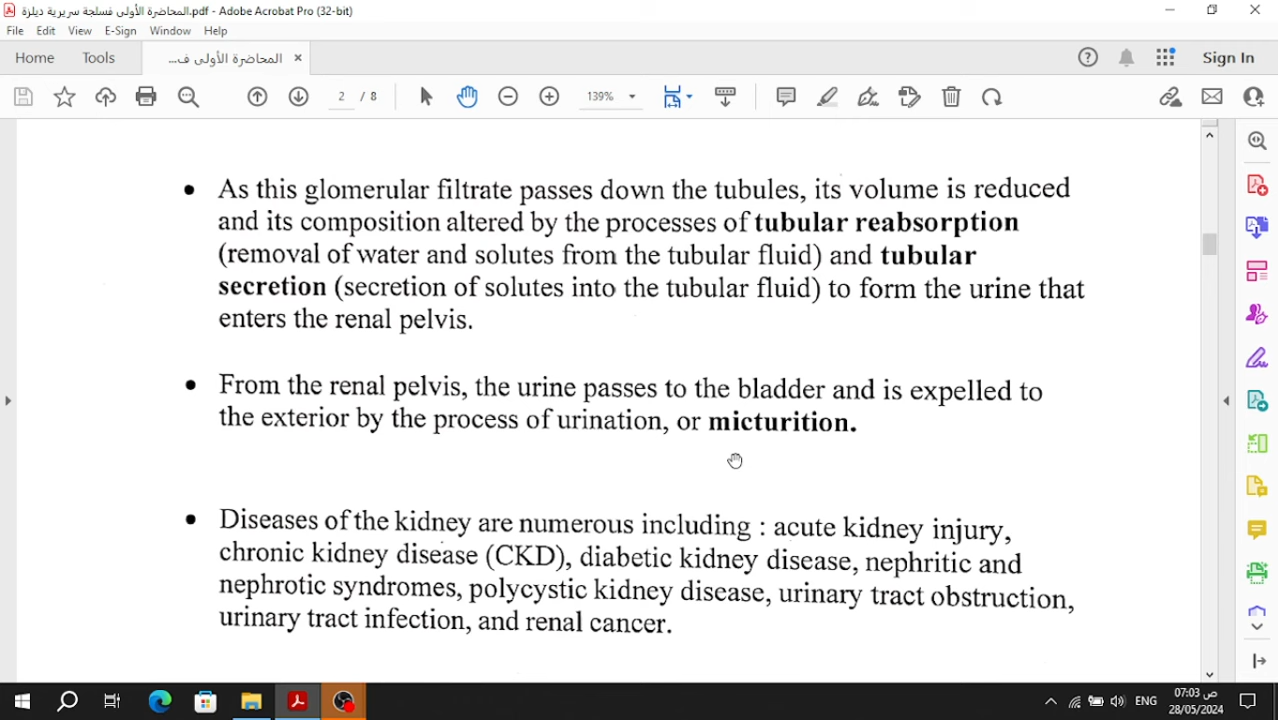 المحاضرة الأولى فسلجة سريرية ديلزة.pdf - Adobe Acrobat Pro (32-bit)
File Edit View E-Sign Window Help
Home Tools المحاضرة الأولى ف... × Sign In
2 / 8 139%
• As this glomerular filtrate passes down the tubules, its volume is reduced
and its composition altered by the processes of tubular reabsorption
(removal of water and solutes from the tubular fluid) and tubular
secretion (secretion of solutes into the tubular fluid) to form the urine that
enters the renal pelvis.
• From the renal pelvis, the urine passes to the bladder and is expelled to
the exterior by the process of urination, or micturition.
• Diseases of the kidney are numerous including : acute kidney injury,
chronic kidney disease (CKD), diabetic kidney disease, nephritic and
nephrotic syndromes, polycystic kidney disease, urinary tract obstruction,
urinary tract infection, and renal cancer.
ENG
07:03 ص
28/05/2024